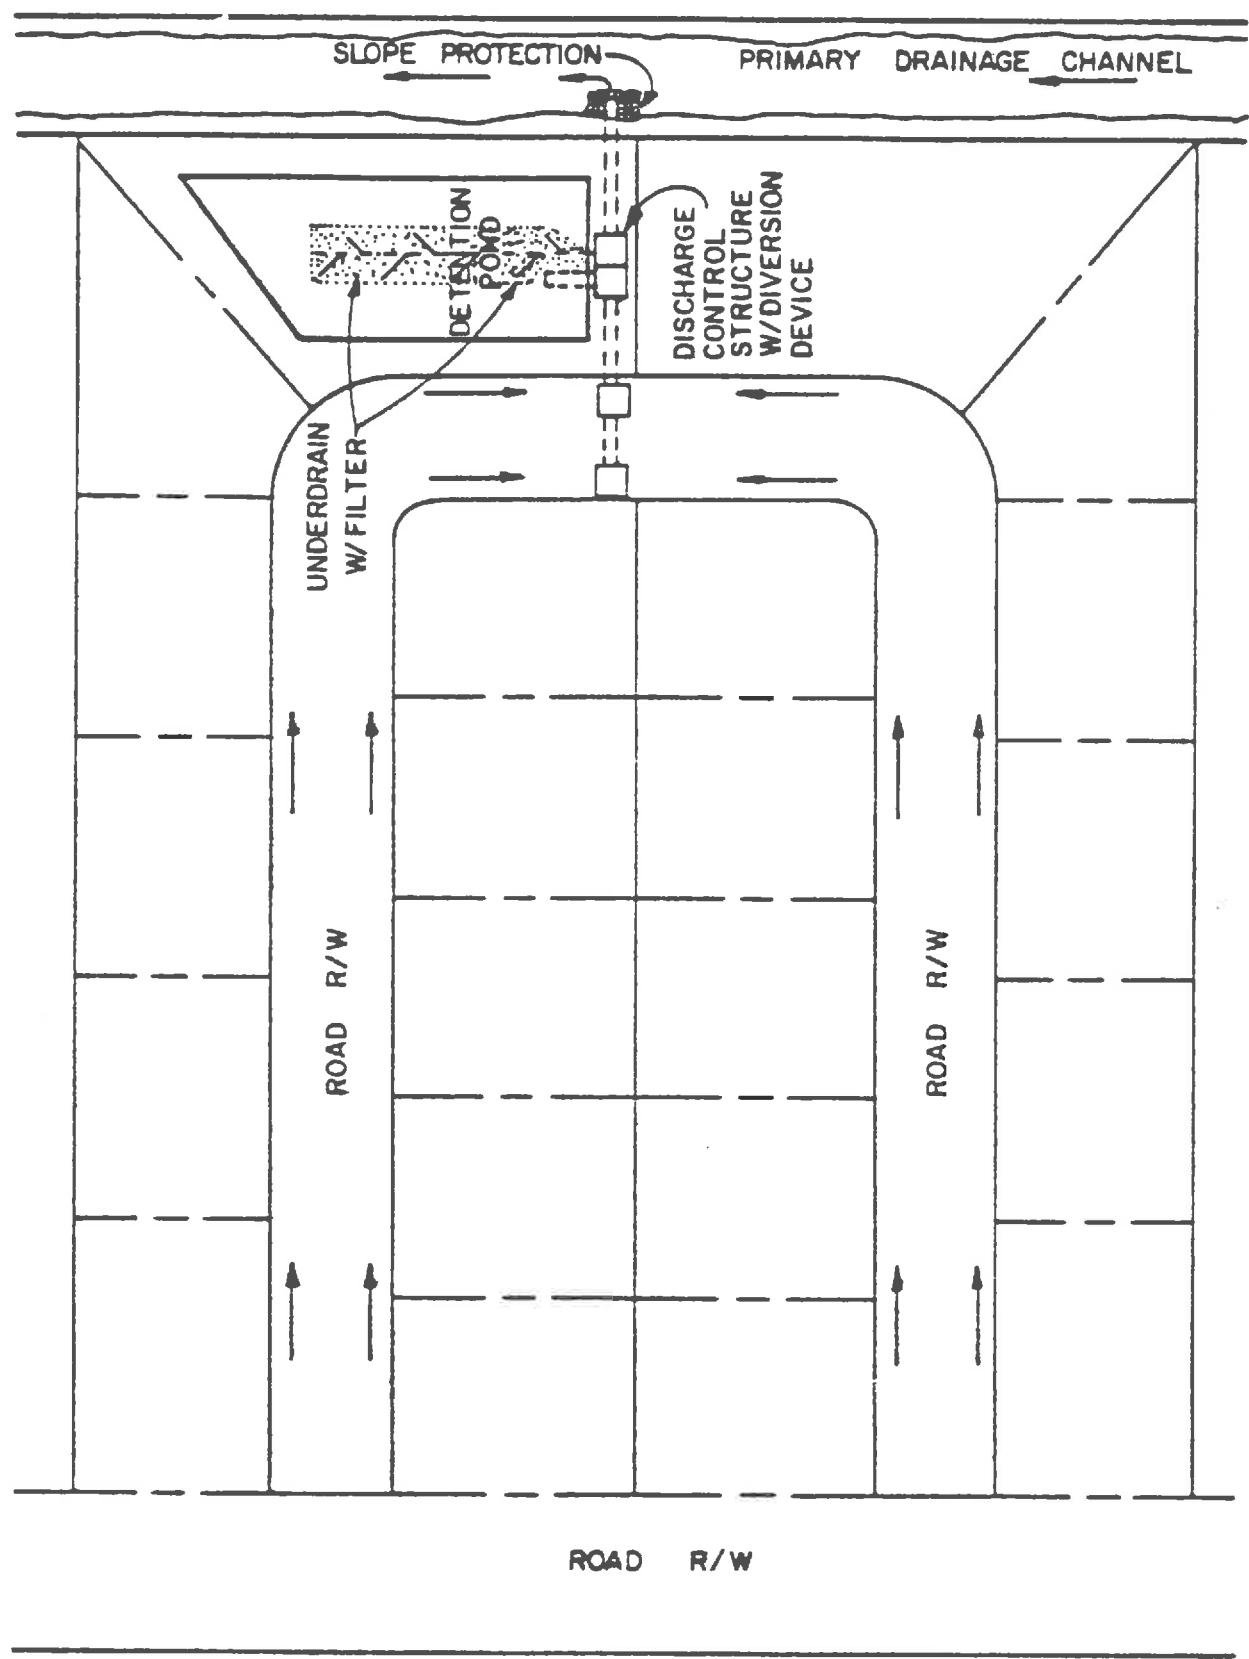 SLOPE PROTECTION
PRIMARY DRAINAGE CHANNEL
DETENTION
POND
DISCHARGE
CONTROL
STRUCTURE
W/DIVERSION
DEVICE
UNDERDRAIN
W/FILTER
ROAD R/W
ROAD R/W
ROAD R/W